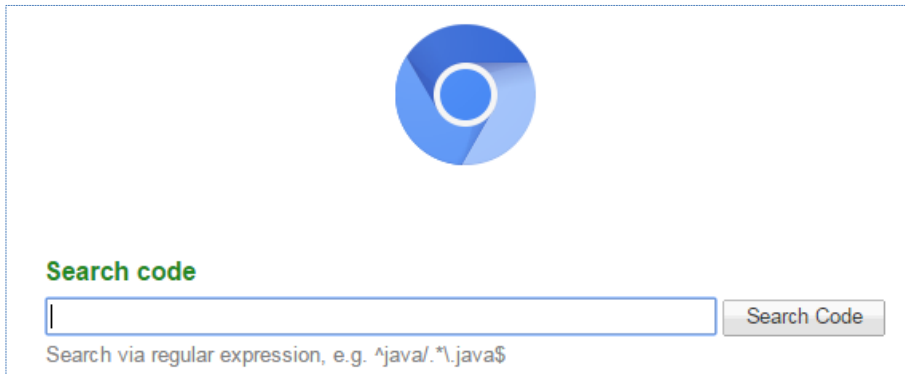 Search code
Search Code
Search via regular expression, e.g. ^java/.*\.java$